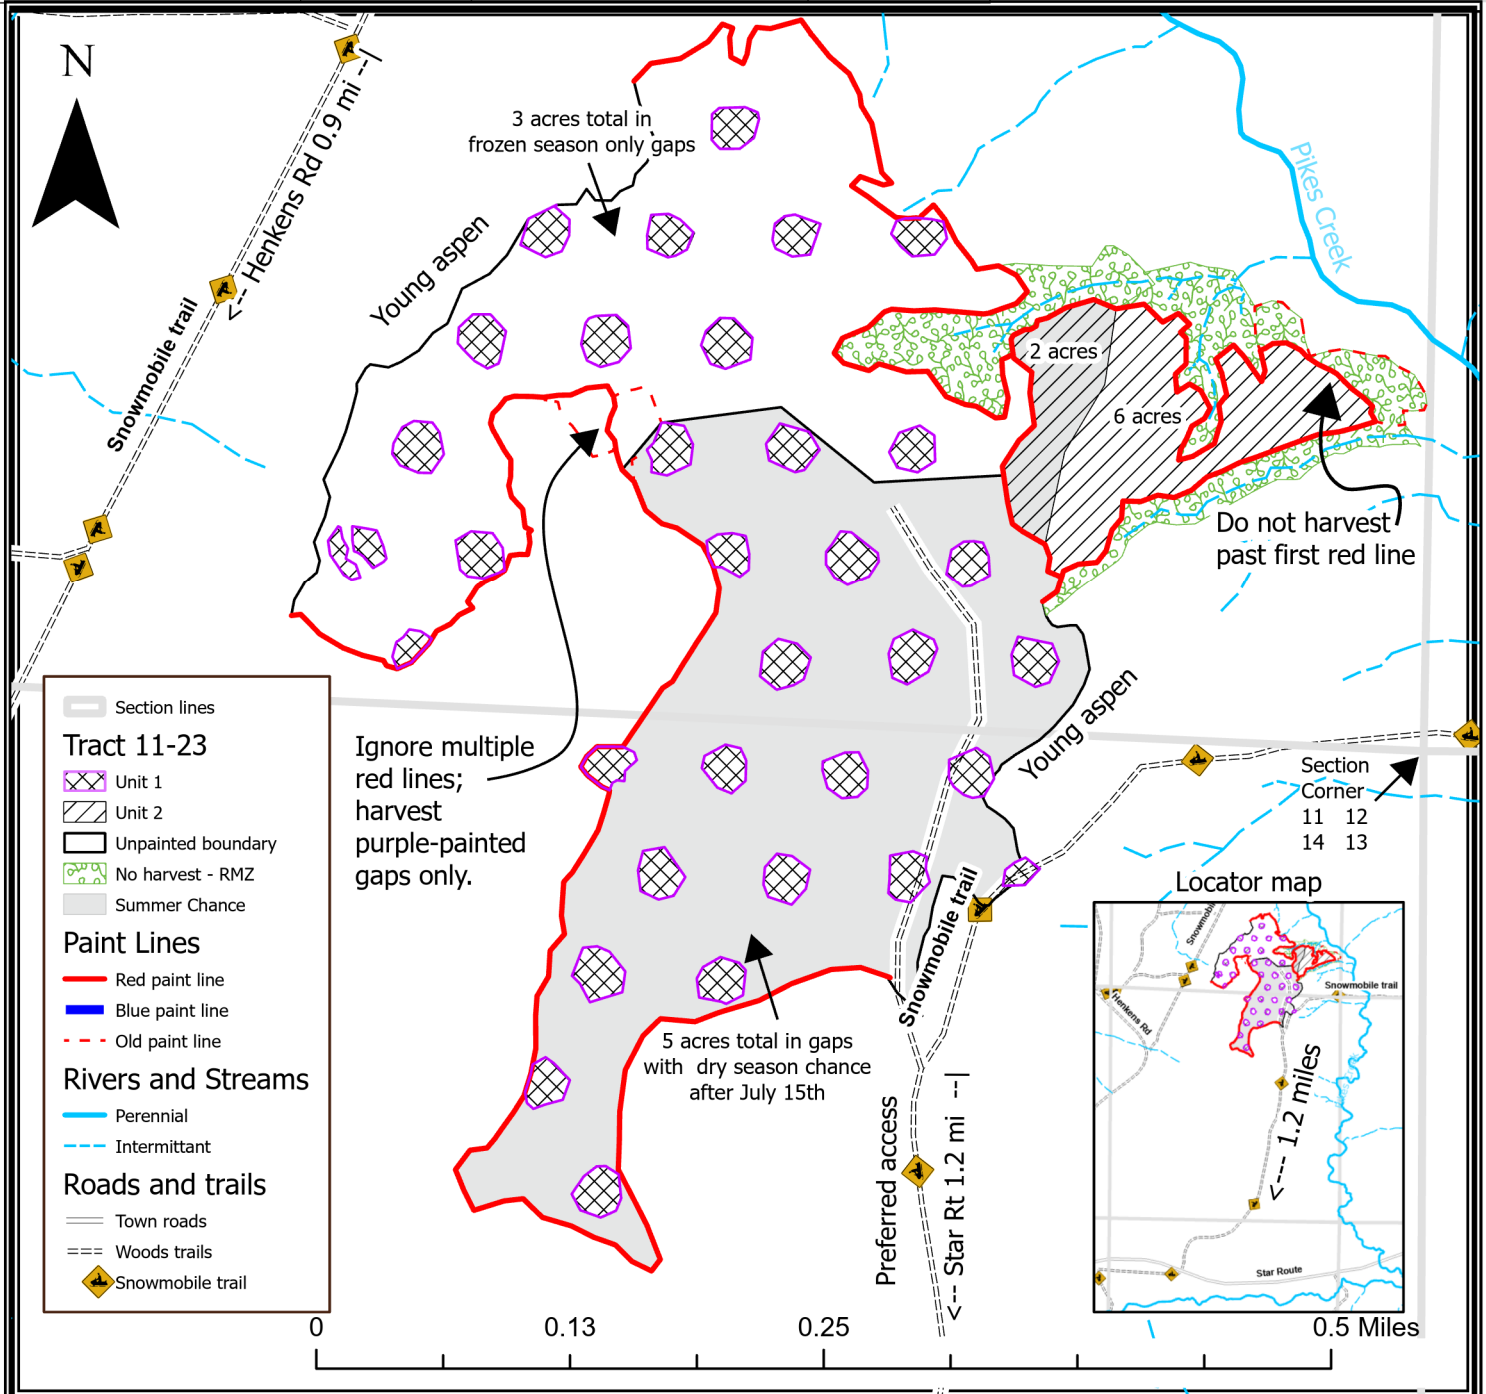 N
Henkens Rd 0.9 mi
3 acres total in
frozen season only gaps
Young aspen
Snowmobile trail
Pikes Creek
2 acres
6 acres
Do not harvest
past first red line
Young aspen
Ignore multiple
red lines;
harvest
purple-painted
gaps only.
Section
Corner
11 12
14 13
Section lines
Tract 11-23
Unit 1
Unit 2
Unpainted boundary
No harvest - RMZ
Summer Chance
Paint Lines
Red paint line
Blue paint line
Old paint line
Rivers and Streams
Perennial
Intermittant
Roads and trails
Town roads
Woods trails
Snowmobile trail
Snowmobile trail
5 acres total in gaps
with dry season chance
after July 15th
Preferred access
<-- Star Rt 1.2 mi --|
Locator map
Snowmobil
Henkens Rd
Snowmobile trail
1.2 miles
Star Route
0 0.13 0.25 0.5 Miles